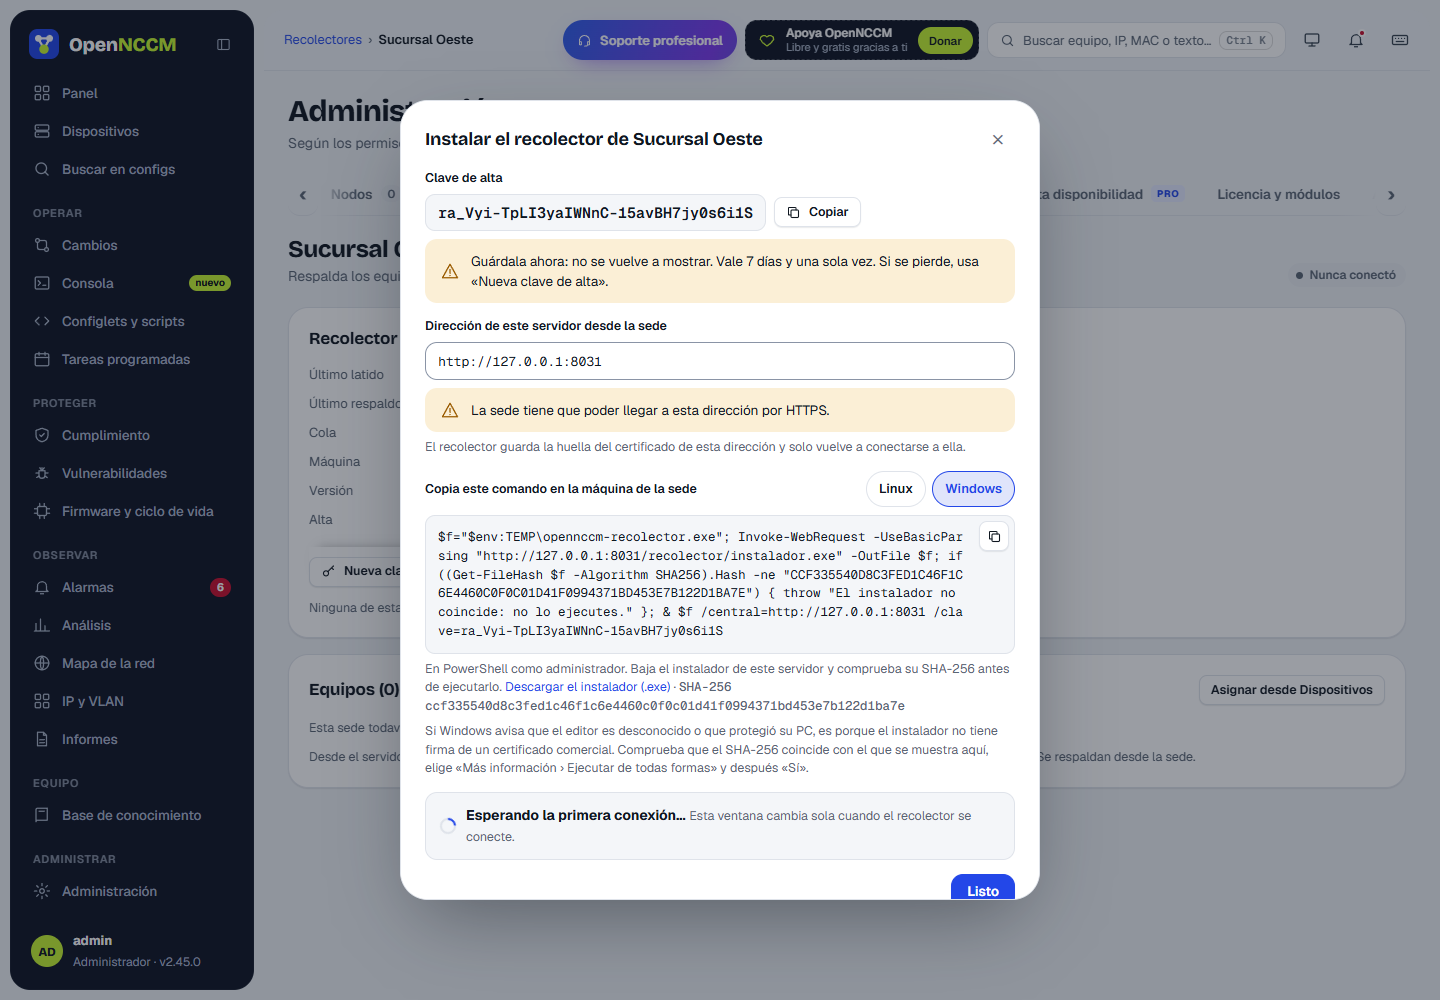 OpenNCCM
Panel
Dispositivos
Buscar en configs
OPERAR
Cambios
Consola
nuevo
Configlets y scripts
Tareas programadas
PROTEGER
Cumplimiento
Vulnerabilidades
Firmware y ciclo de vida
OBSERVAR
Alarmas
6
Análisis
Mapa de la red
IP y VLAN
Informes
EQUIPO
Base de conocimiento
ADMINISTRAR
Administración
AD
admin
Administrador · v2.45.0
Recolectores › Sucursal Oeste
Soporte profesional
Apoya OpenNCCM
Libre y gratis gracias a ti
Donar
Buscar equipo, IP, MAC o texto...
Ctrl K
Según los permis
Nodos 0
disponibilidad PRO
Licencia y módulos
Sucursal
Respalda los equi
Nunca conectó
Recolector
Último latido
Último respaldo
Cola
Máquina
Versión
Alta
Nueva cla
Ninguna de esta
Equipos (0)
Asignar desde Dispositivos
Esta sede todav
Desde el servido
Se respaldan desde la sede.
Instalar el recolector de Sucursal Oeste
Clave de alta
ra_Vyi-TpLI3yaIWNnC-15avBH7jy0s6i1S
Copiar
Guárdala ahora: no se vuelve a mostrar. Vale 7 días y una sola vez. Si se pierde, usa
«Nueva clave de alta».
Dirección de este servidor desde la sede
http://127.0.0.1:8031
La sede tiene que poder llegar a esta dirección por HTTPS.
El recolector guarda la huella del certificado de esta dirección y solo vuelve a conectarse a ella.
Copia este comando en la máquina de la sede
Linux
Windows
$f="$env:TEMP\opennccm-recolector.exe"; Invoke-WebRequest -UseBasicPar
sing "http://127.0.0.1:8031/recolector/instalador.exe" -OutFile $f; if
((Get-FileHash $f -Algorithm SHA256).Hash -ne "CCF335540D8C3FED1C46F1C
6E4460C0F0C01D41F0994371BD453E7B122D1BA7E") { throw "El instalador no
coincide: no lo ejecutes." }; & $f /central=http://127.0.0.1:8031 /cla
ve=ra_Vyi-TpLI3yaIWNnC-15avBH7jy0s6i1S
En PowerShell como administrador. Baja el instalador de este servidor y comprueba su SHA-256 antes
de ejecutarlo. Descargar el instalador (.exe) · SHA-256
ccf335540d8c3fed1c46f1c6e4460c0f0c01d41f0994371bd453e7b122d1ba7e
Si Windows avisa que el editor es desconocido o que protegió su PC, es porque el instalador no tiene
firma de un certificado comercial. Comprueba que el SHA-256 coincide con el que se muestra aquí,
elige «Más información › Ejecutar de todas formas» y después «Sí».
Esperando la primera conexión... Esta ventana cambia sola cuando el recolector se
conecte.
Listo